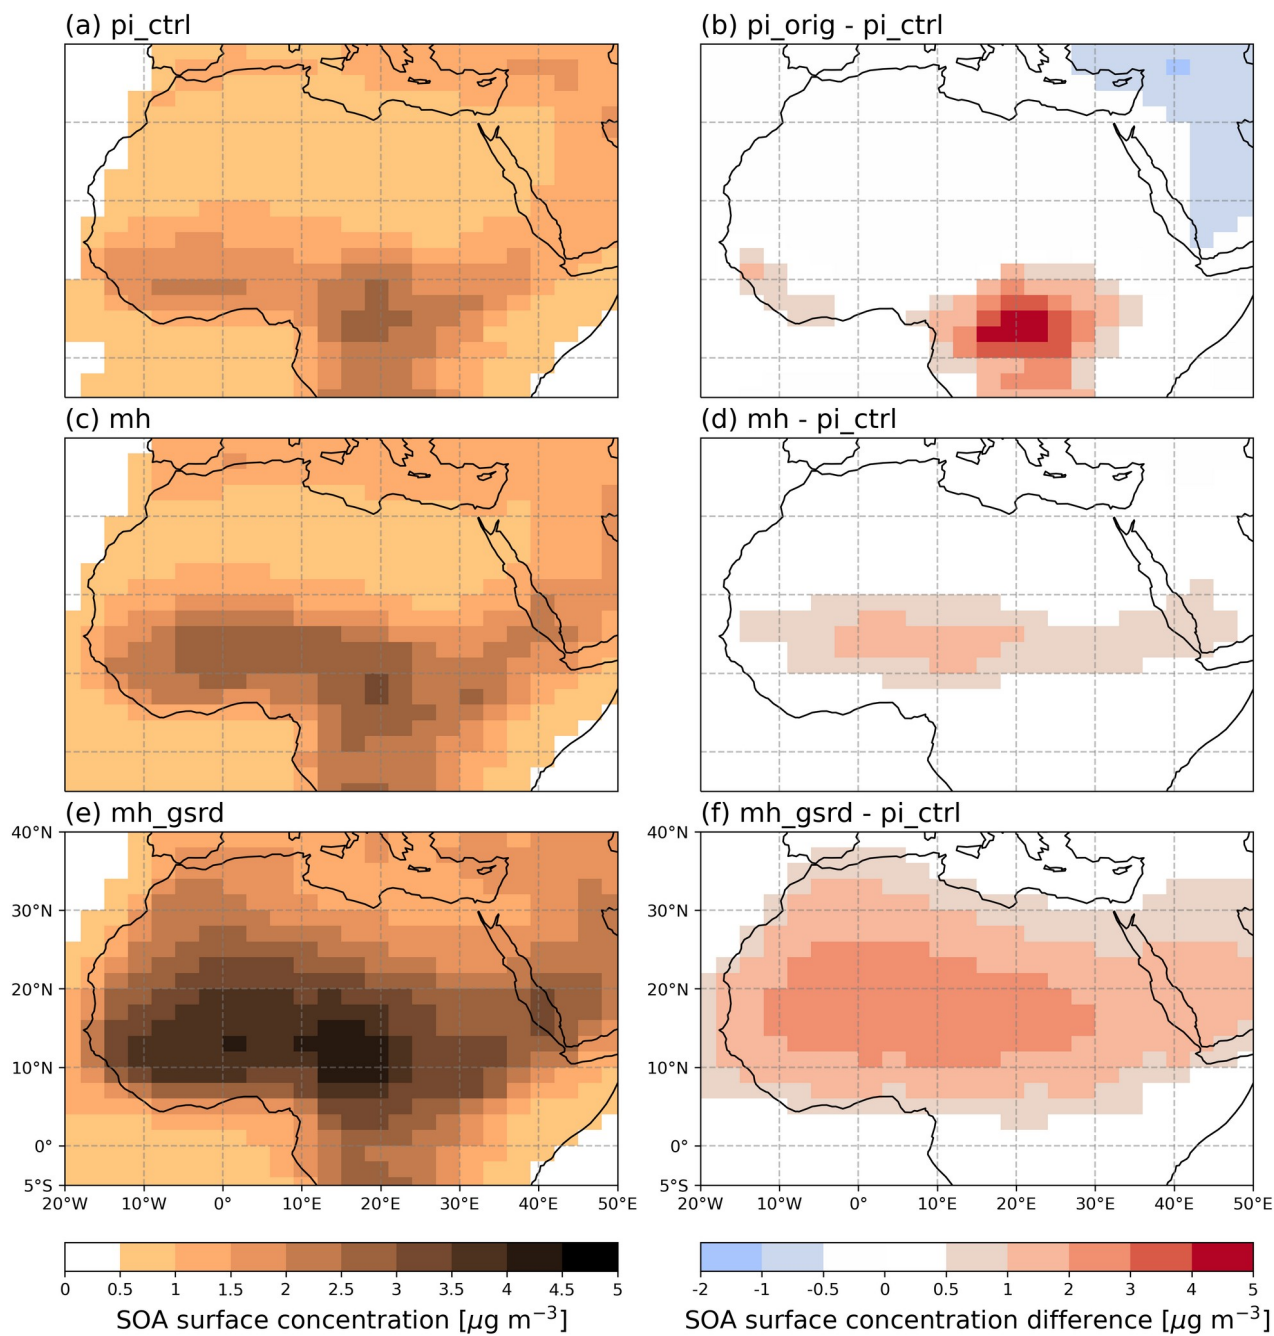 (a) pi_ctrl
(b) pi_orig - pi_ctrl
(c) mh
(d) mh - pi_ctrl
(e) mh_gsrd
(f) mh_gsrd - pi_ctrl
40°N
30°N
20°N
10°N
0°
5°S
20°W 10°W 0° 10°E 20°E 30°E 40°E 50°E
40°N
30°N
20°N
10°N
0°
5°S
20°W 10°W 0° 10°E 20°E 30°E 40°E 50°E
0 0.5 1 1.5 2 2.5 3 3.5 4 4.5 5
SOA surface concentration [μg m⁻³]
-2 -1 -0.5 0 0.5 1 2 3 4 5
SOA surface concentration difference [μg m⁻³]